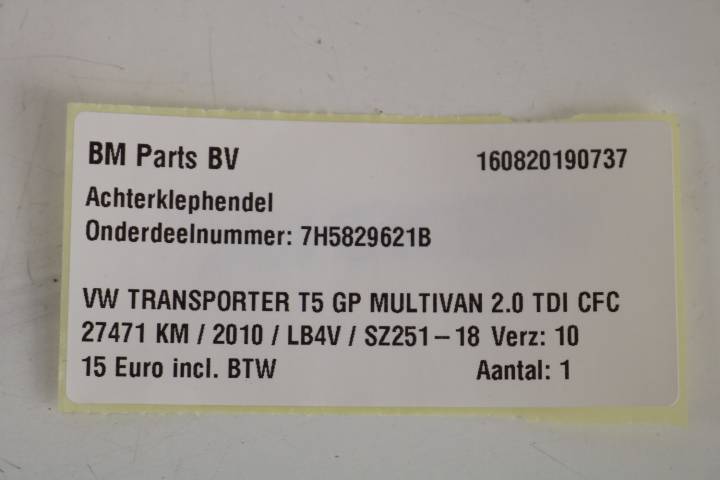 BM Parts BV 160820190737
Achterklephendel
Onderdeelnummer: 7H5829621B
VW TRANSPORTER T5 GP MULTIVAN 2.0 TDI CFC
27471 KM / 2010 / LB4V / SZ251-18 Verz: 10
15 Euro incl. BTW Aantal: 1